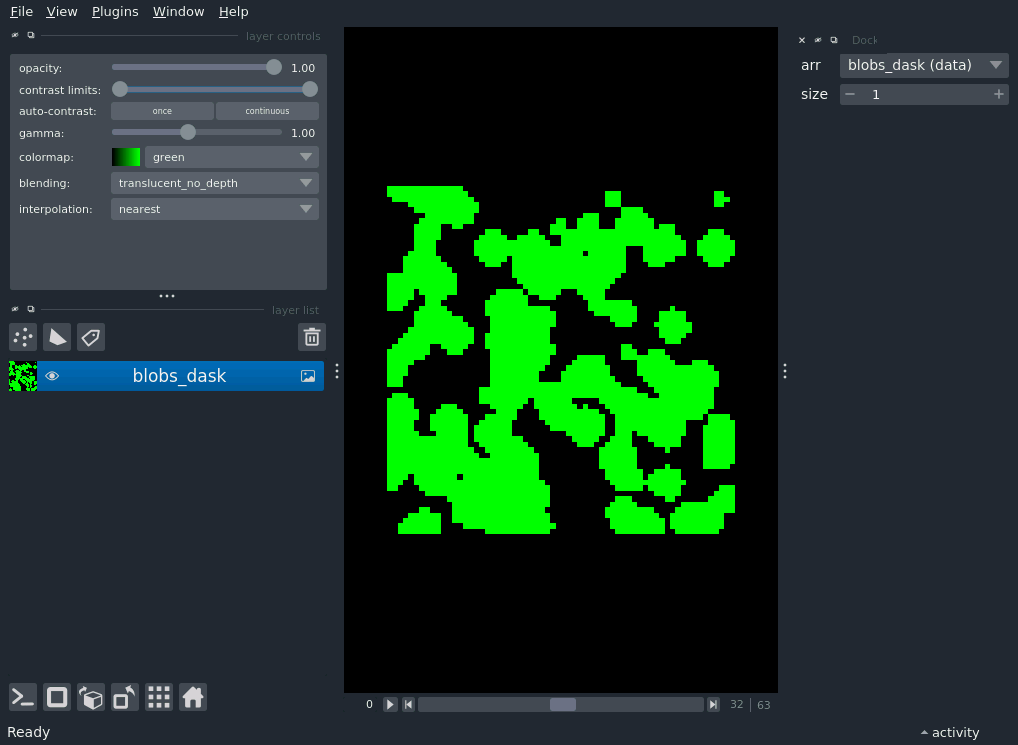 File View Plugins Window Help
layer controls
opacity: 1.00
contrast limits:
auto-contrast: once continuous
gamma: 1.00
colormap: green
blending: translucent_no_depth
interpolation: nearest
layer list
blobs_dask
0 32 | 63
Ready
Dock
arr blobs_dask (data)
size 1
activity